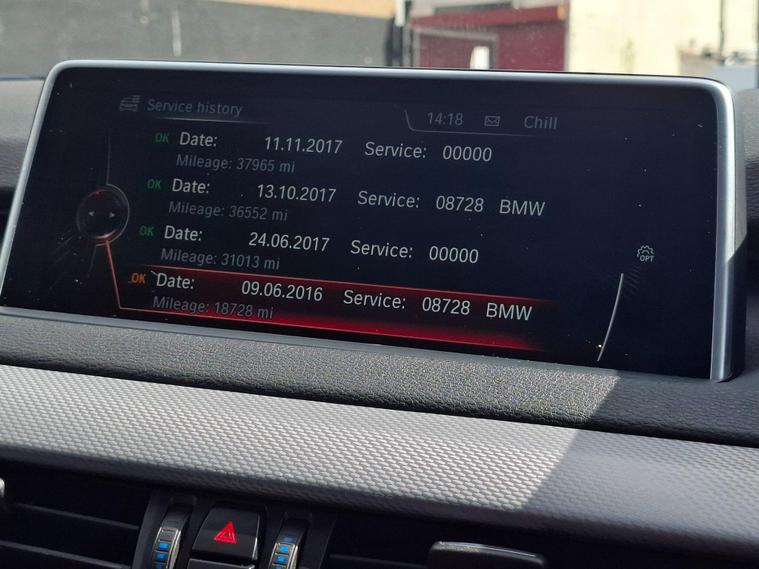 Service history
14:18 Chill
OK Date: 11.11.2017 Service: 00000
Mileage: 37965 mi
OK Date: 13.10.2017 Service: 08728 BMW
Mileage: 36552 mi
OK Date: 24.06.2017 Service: 00000
Mileage: 31013 mi
OK Date: 09.06.2016 Service: 08728 BMW
Mileage: 18728 mi
OPT